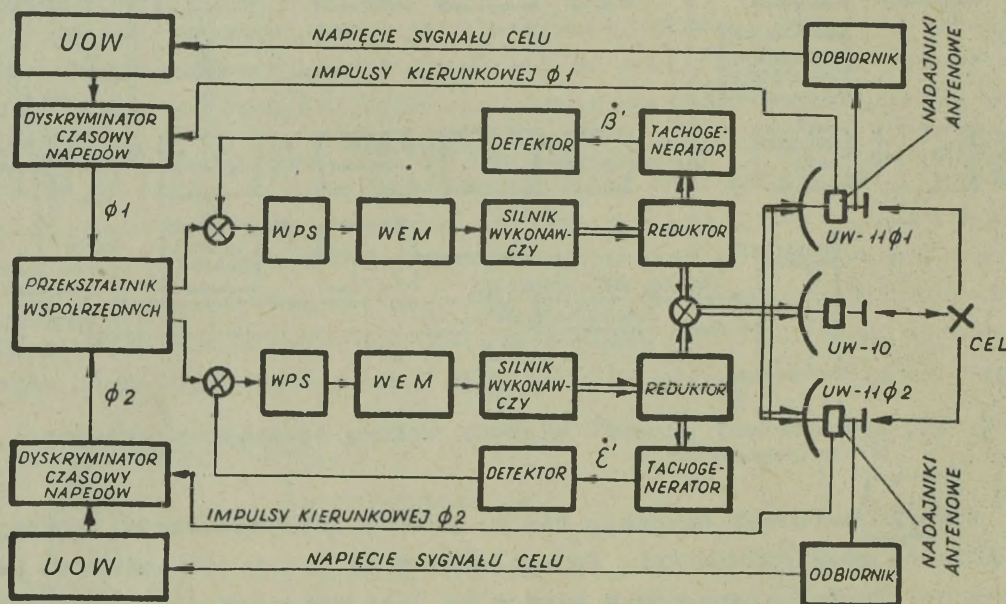 UOW
NAPIĘCIE SYGNAŁU CELU
ODBIORNIK
NADAJNIKI
ANTENOWE
IMPULSY KIERUNKOWEJ ϕ1
DYSKRYMINATOR
CZASOWY
NAPĘDÓW
DETEKTOR
β̇'
TACHOGE-
NERATOR
ϕ1
WPS
WEM
SILNIK
WYKONAW-
CZY
REDUKTOR
UW-11ϕ1
PRZEKSZTAŁTNIK
WSPÓŁRZĘDNYCH
UW-10
CEL
ϕ2
WPS
WEM
SILNIK
WYKONAW-
CZY
REDUKTOR
UW-11ϕ2
DYSKRYMINATOR
CZASOWY
NAPĘDÓW
DETEKTOR
ε̇'
TACHOGE-
NERATOR
IMPULSY KIERUNKOWEJ ϕ2
NADAJNIKI
ANTENOWE
UOW
NAPIĘCIE SYGNAŁU CELU
ODBIORNIK